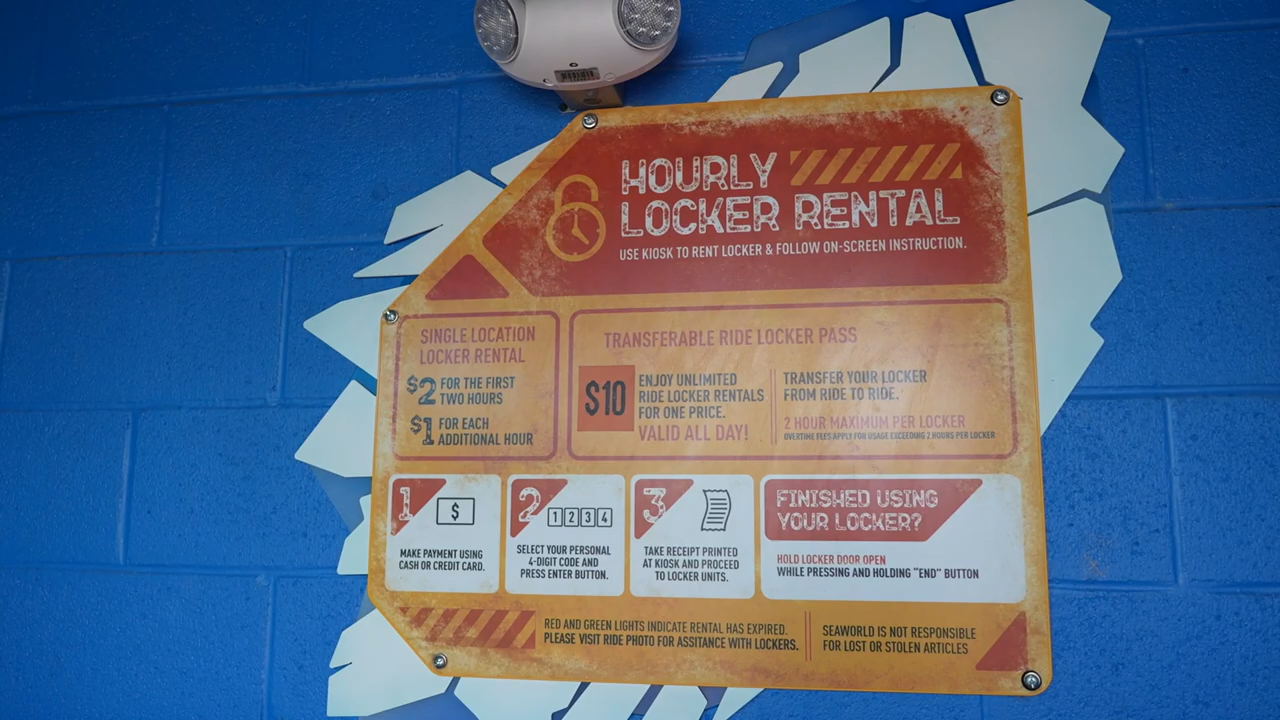 HOURLY
LOCKER RENTAL
USE KIOSK TO RENT LOCKER & FOLLOW ON-SCREEN INSTRUCTION.
SINGLE LOCATION
LOCKER RENTAL
$2 FOR THE FIRST
TWO HOURS
$1 FOR EACH
ADDITIONAL HOUR
TRANSFERABLE RIDE LOCKER PASS
$10
ENJOY UNLIMITED
RIDE LOCKER RENTALS
FOR ONE PRICE.
VALID ALL DAY!
TRANSFER YOUR LOCKER
FROM RIDE TO RIDE.
2 HOUR MAXIMUM PER LOCKER
OVERTIME FEES APPLY FOR USAGE EXCEEDING 2 HOURS PER LOCKER
1
$
MAKE PAYMENT USING
CASH OR CREDIT CARD.
2
1 2 3 4
SELECT YOUR PERSONAL
4-DIGIT CODE AND
PRESS ENTER BUTTON.
3
TAKE RECEIPT PRINTED
AT KIOSK AND PROCEED
TO LOCKER UNITS.
FINISHED USING
YOUR LOCKER?
HOLD LOCKER DOOR OPEN
WHILE PRESSING AND HOLDING "END" BUTTON
RED AND GREEN LIGHTS INDICATE RENTAL HAS EXPIRED.
PLEASE VISIT RIDE PHOTO FOR ASSITANCE WITH LOCKERS.
SEAWORLD IS NOT RESPONSIBLE
FOR LOST OR STOLEN ARTICLES